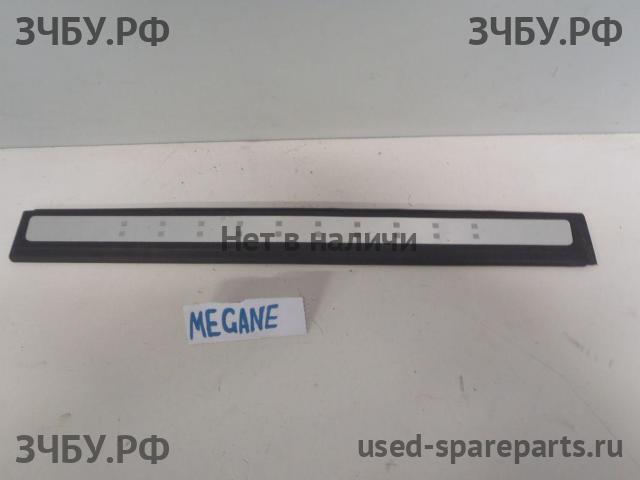 ЗЧБУ.РФ ЗЧБУ.РФ
Нет в наличи
MEGANE
ЗЧБУ.РФ used-spareparts.ru